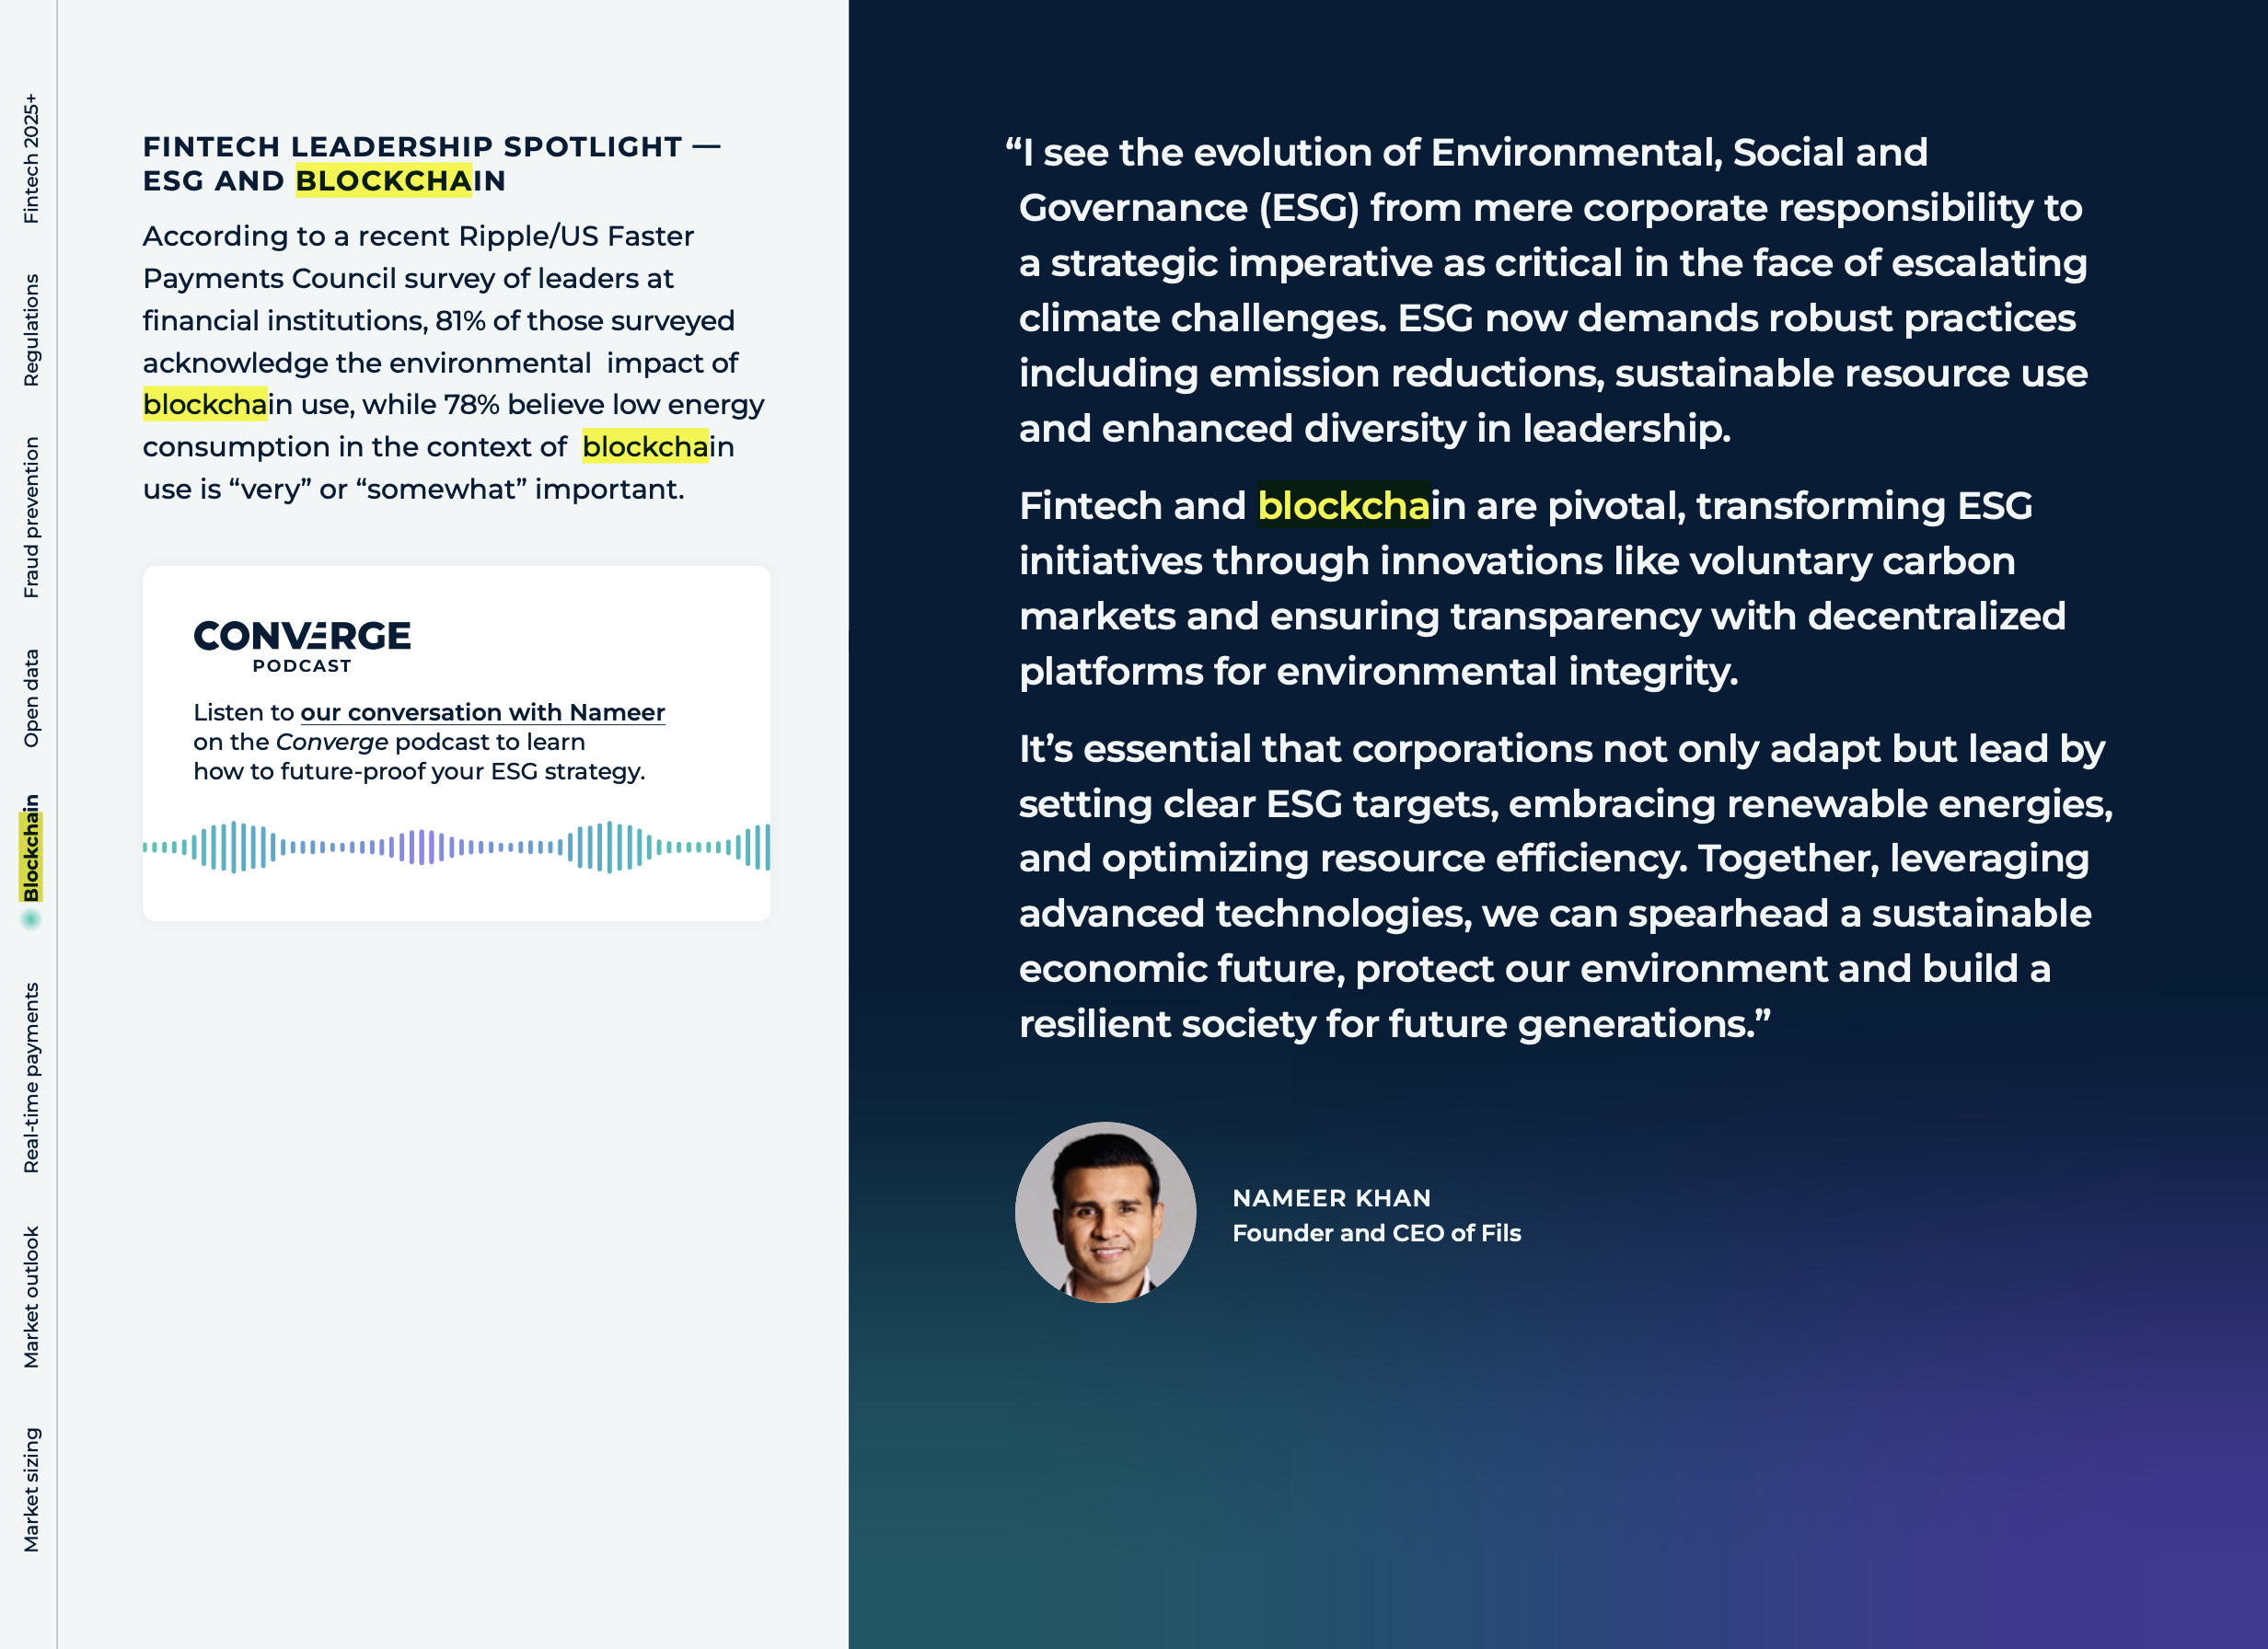 Fintech 2025+
Regulations
Fraud prevention
Open data
Blockchain
Real-time payments
Market outlook
Market sizing
FINTECH LEADERSHIP SPOTLIGHT —
ESG AND BLOCKCHAIN
According to a recent Ripple/US Faster
Payments Council survey of leaders at
financial institutions, 81% of those surveyed
acknowledge the environmental  impact of
blockchain use, while 78% believe low energy
consumption in the context of  blockchain
use is “very” or “somewhat” important.
CONVERGE
PODCAST
Listen to our conversation with Nameer
on the Converge podcast to learn
how to future-proof your ESG strategy.
“I see the evolution of Environmental, Social and
Governance (ESG) from mere corporate responsibility to
a strategic imperative as critical in the face of escalating
climate challenges. ESG now demands robust practices
including emission reductions, sustainable resource use
and enhanced diversity in leadership.
Fintech and blockchain are pivotal, transforming ESG
initiatives through innovations like voluntary carbon
markets and ensuring transparency with decentralized
platforms for environmental integrity.
It’s essential that corporations not only adapt but lead by
setting clear ESG targets, embracing renewable energies,
and optimizing resource efficiency. Together, leveraging
advanced technologies, we can spearhead a sustainable
economic future, protect our environment and build a
resilient society for future generations.”
NAMEER KHAN
Founder and CEO of Fils